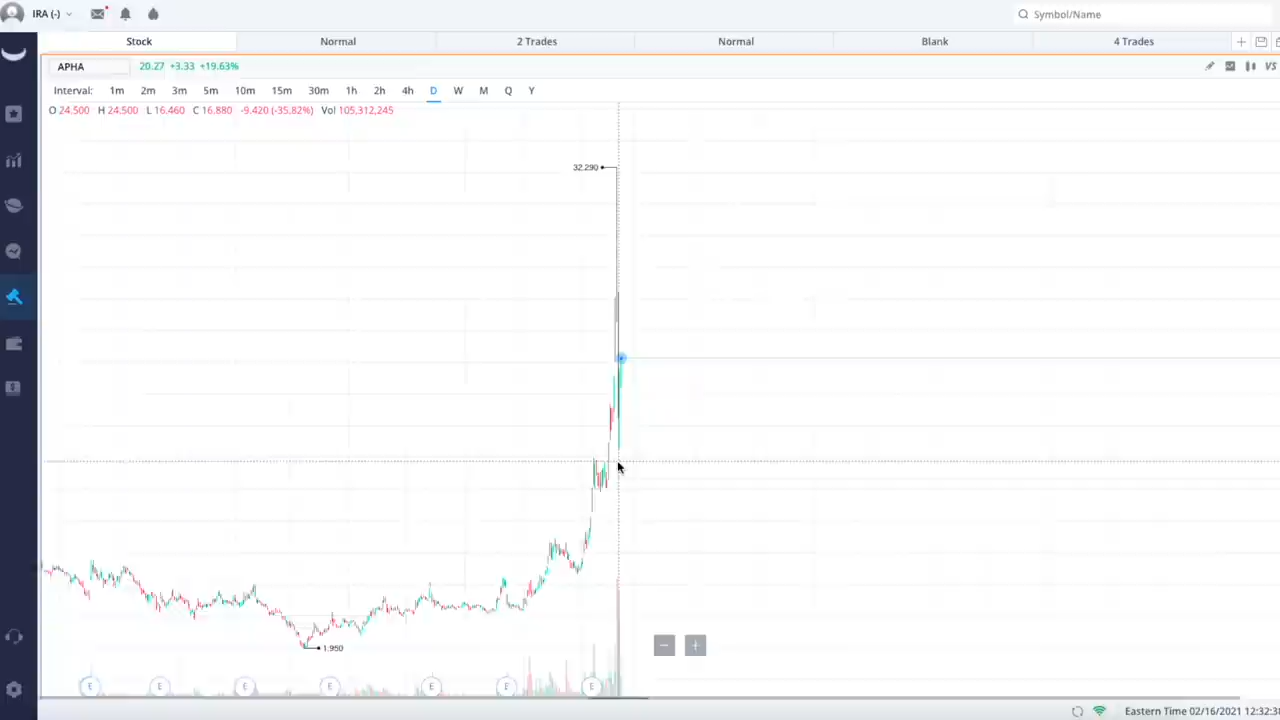 IRA (-)
Symbol/Name
Stock Normal 2 Trades Normal Blank 4 Trades
APHA 20.27 +3.33 +19.63% VS
Interval: 1m 2m 3m 5m 10m 15m 30m 1h 2h 4h D W M Q Y
O 24.500 H 24.500 L 16.460 C 16.880 -9.420 (-35.82%) Vol 105,312,245
32.290
1.950
E E E E E E E
Eastern Time 02/16/2021 12:32:38